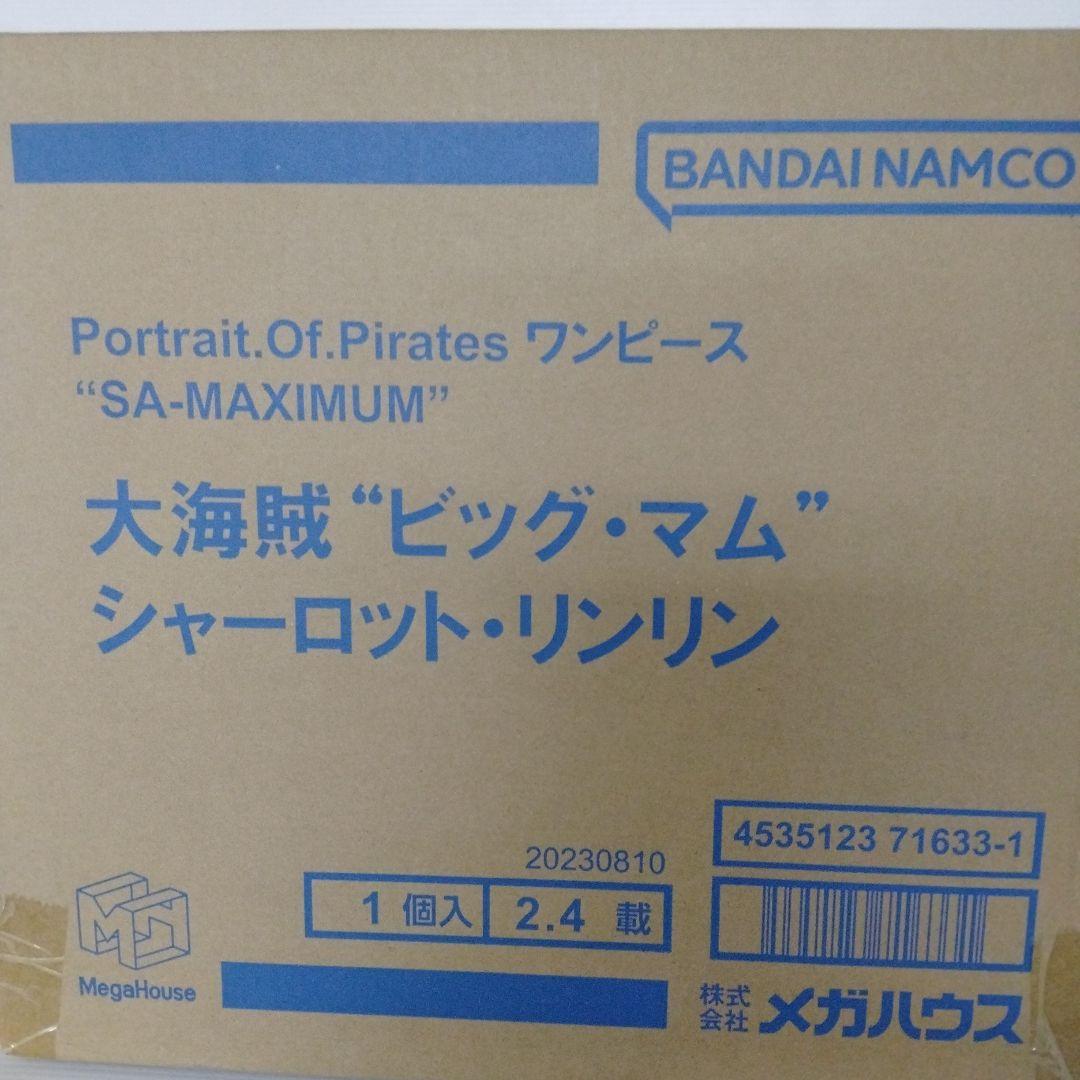 BANDAI NAMCO
Portrait.Of.Pirates ワンピース
“SA-MAXIMUM”
大海賊“ビッグ・マム”
シャーロット・リンリン
4535123 71633-1
20230810
1 個入 2.4 載
MegaHouse
株式会社 メガハウス